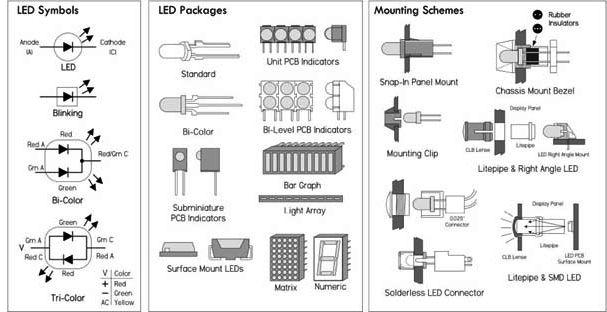 LED Symbols
Anode
(A)
Cathode
(C)
LED
Blinking
Red
Red A
Red/Grn C
Grn A
Green
Bi-Color
Green
Grn A
Grn C
V
Red C
Red A
Red
V Color
+ Red
− Green
AC Yellow
Tri-Color
LED Packages
Standard
Unit PCB Indicators
Bi-Color
Bi-Level PCB Indicators
Subminiature
PCB Indicators
Bar Graph
Light Array
Surface Mount LEDs
Matrix
Numeric
Mounting Schemes
Rubber
Insulators
Snap-In Panel Mount
Chassis Mount Bezel
Mounting Clip
Display Panel
CLB Lense
Litepipe
LED Right Angle Mount
Litepipe & Right Angle LED
0.025"
Connector
Solderless LED Connector
Display Panel
Litepipe
CLB Lense
LED PCB
Surface Mount
Litepipe & SMD LED